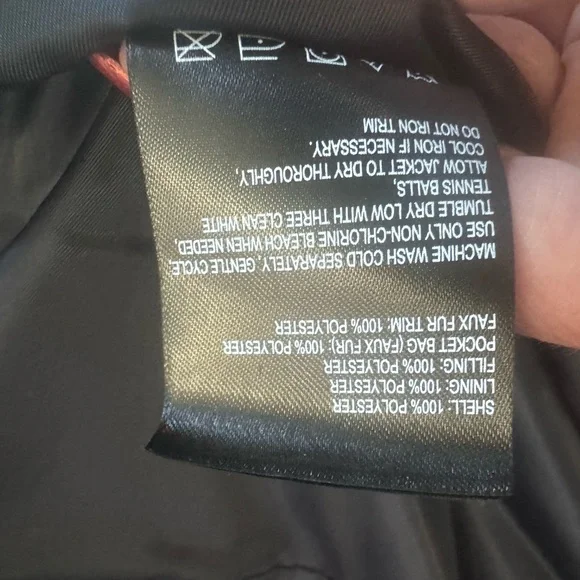 SHELL: 100% POLYESTER
LINING: 100% POLYESTER
FILLING: 100% POLYESTER
POCKET BAG (FAUX FUR): 100% POLYESTER
FAUX FUR TRIM: 100% POLYESTER
MACHINE WASH COLD SEPARATELY, GENTLE CYCLE,
USE ONLY NON-CHLORINE BLEACH WHEN NEEDED,
TUMBLE DRY LOW WITH THREE CLEAN WHITE
TENNIS BALLS,
ALLOW JACKET TO DRY THOROUGHLY,
COOL IRON IF NECESSARY.
DO NOT IRON TRIM